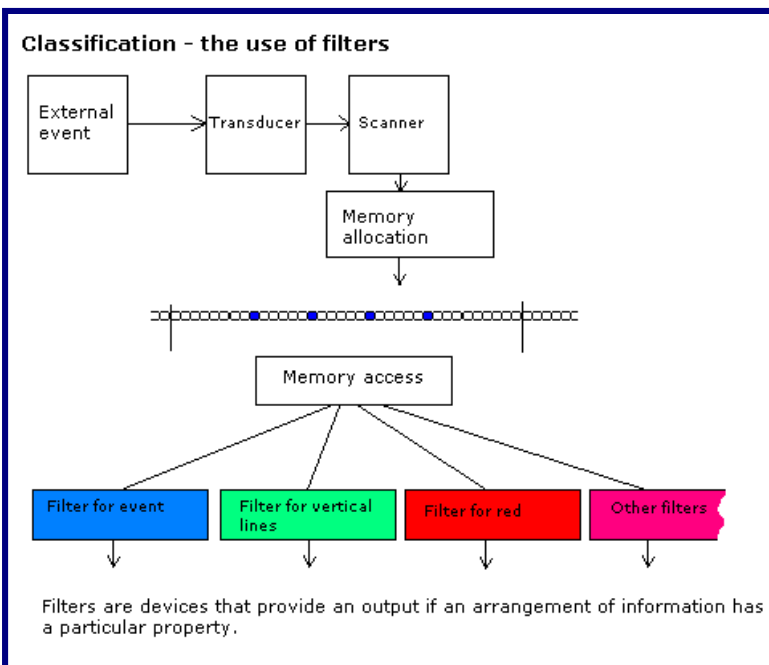 Classification - the use of filters
External
event
Transducer
Scanner
Memory
allocation
Memory access
Filter for event
Filter for vertical
lines
Filter for red
Other filters
Filters are devices that provide an output if an arrangement of information has
a particular property.